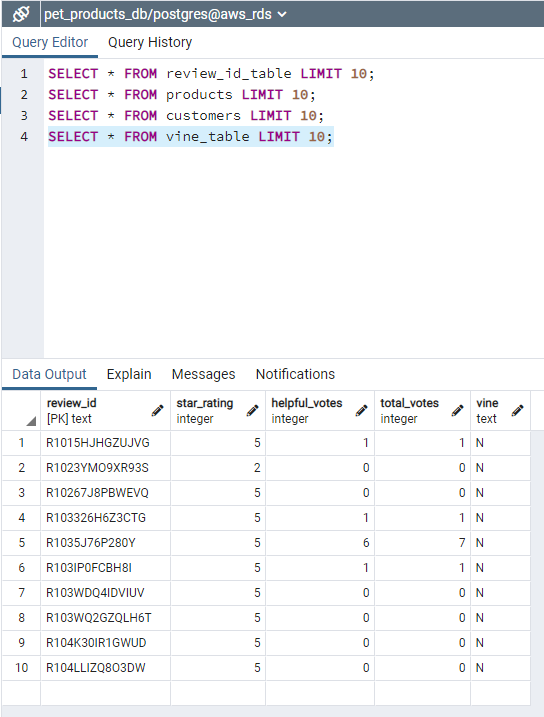 pet_products_db/postgres@aws_rds
Query Editor Query History
1 SELECT * FROM review_id_table LIMIT 10;
2 SELECT * FROM products LIMIT 10;
3 SELECT * FROM customers LIMIT 10;
4 SELECT * FROM vine_table LIMIT 10;
Data Output Explain Messages Notifications
review_id star_rating helpful_votes total_votes vine
[PK] text integer integer integer text
1 R1015HJHGZUJVG 5 1 1 N
2 R1023YMO9XR93S 2 0 0 N
3 R10267J8PBWEVQ 5 0 0 N
4 R103326H6Z3CTG 5 1 1 N
5 R1035J76P280Y 5 6 7 N
6 R103IP0FCBH8I 5 1 1 N
7 R103WDQ4IDVIUV 5 0 0 N
8 R103WQ2GZQLH6T 5 0 0 N
9 R104K30IR1GWUD 5 0 0 N
10 R104LLIZQ8O3DW 5 0 0 N